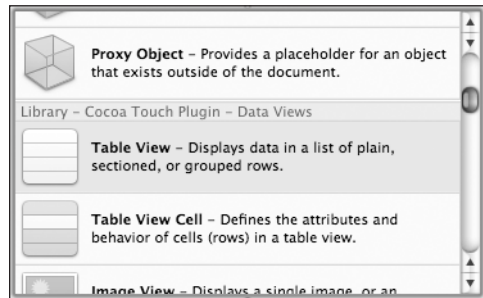 Proxy Object – Provides a placeholder for an object
that exists outside of the document.
Library – Cocoa Touch Plugin – Data Views
Table View – Displays data in a list of plain,
sectioned, or grouped rows.
Table View Cell – Defines the attributes and
behavior of cells (rows) in a table view.
Image View – Displays a single image, or an